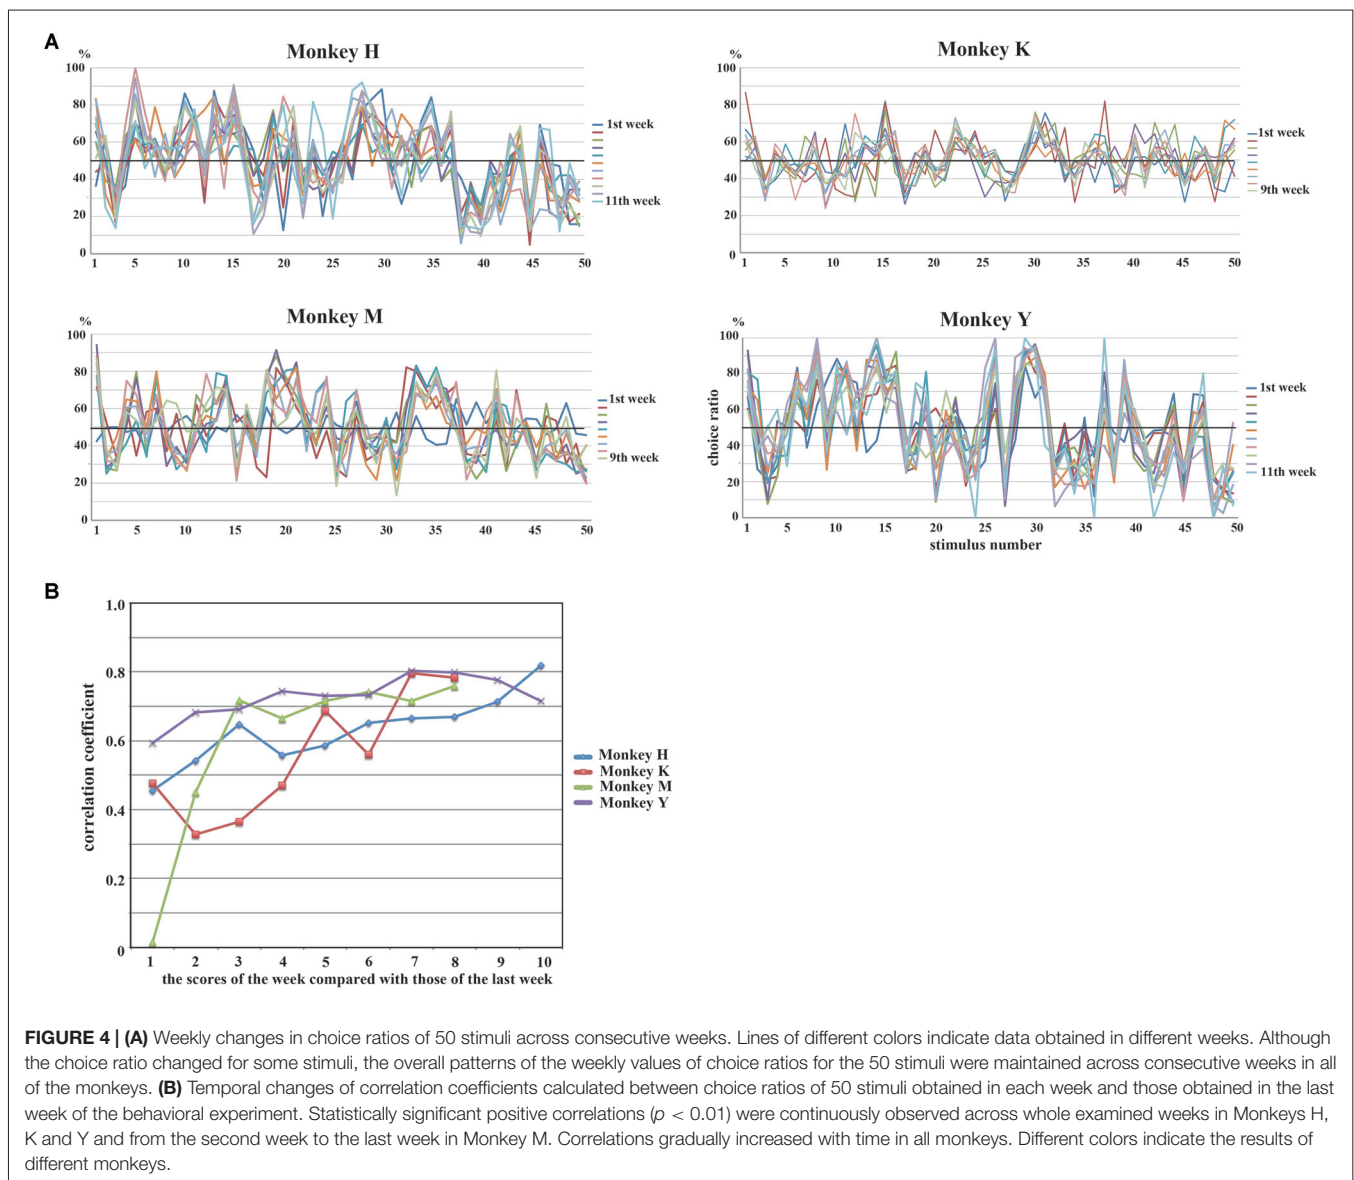 A
Monkey H
%
100
80
60
40
20
0
1 5 10 15 20 25 30 35 40 45 50
1st week
11th week
Monkey K
%
100
80
60
40
20
0
1 5 10 15 20 25 30 35 40 45 50
1st week
9th week
Monkey M
%
100
80
60
40
20
0
1 5 10 15 20 25 30 35 40 45 50
1st week
9th week
Monkey Y
%
choice ratio
100
80
60
40
20
0
1 5 10 15 20 25 30 35 40 45 50
stimulus number
1st week
11th week
B
correlation coefficient
1.0
0.8
0.6
0.4
0.2
0
1 2 3 4 5 6 7 8 9 10
the scores of the week compared with those of the last week
Monkey H
Monkey K
Monkey M
Monkey Y
FIGURE 4 | (A) Weekly changes in choice ratios of 50 stimuli across consecutive weeks. Lines of different colors indicate data obtained in different weeks. Although
the choice ratio changed for some stimuli, the overall patterns of the weekly values of choice ratios for the 50 stimuli were maintained across consecutive weeks in all
of the monkeys. (B) Temporal changes of correlation coefficients calculated between choice ratios of 50 stimuli obtained in each week and those obtained in the last
week of the behavioral experiment. Statistically significant positive correlations (p < 0.01) were continuously observed across whole examined weeks in Monkeys H,
K and Y and from the second week to the last week in Monkey M. Correlations gradually increased with time in all monkeys. Different colors indicate the results of
different monkeys.